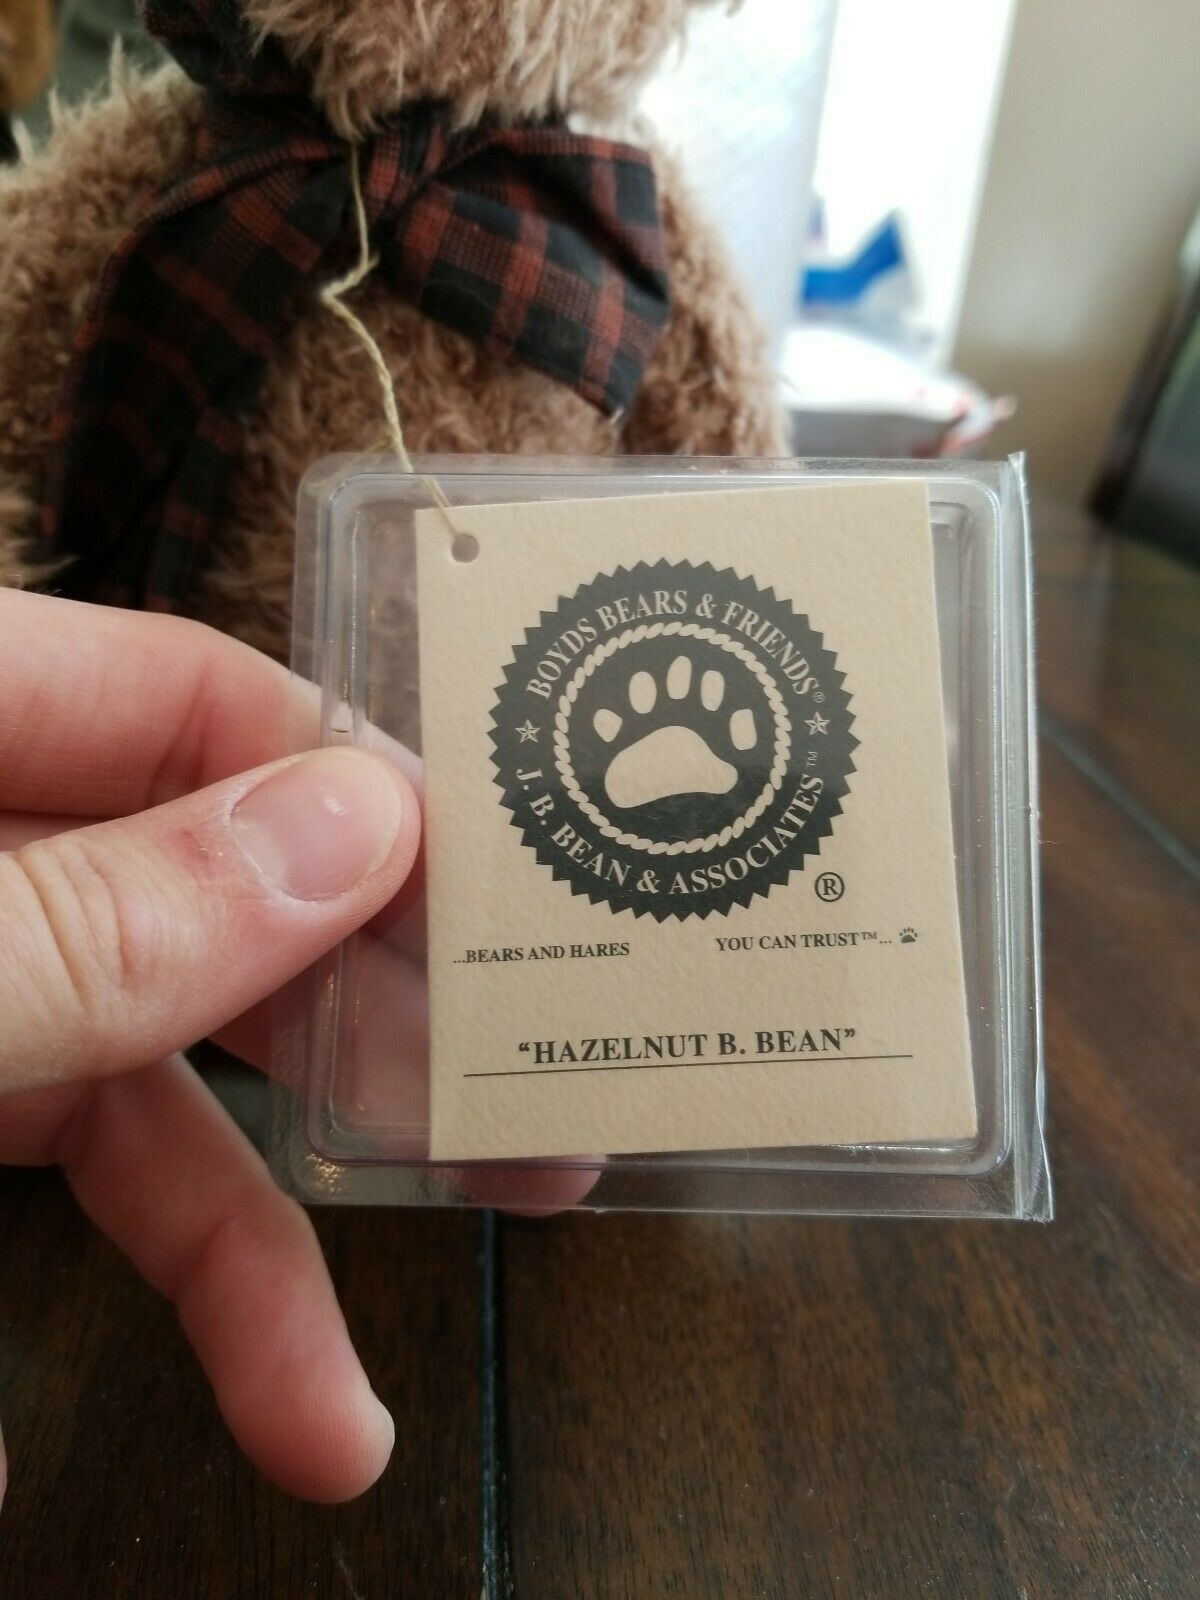 BOYDS BEARS & FRIENDS®
J. B. BEAN & ASSOCIATES™
®
...BEARS AND HARES YOU CAN TRUST™...
“HAZELNUT B. BEAN”